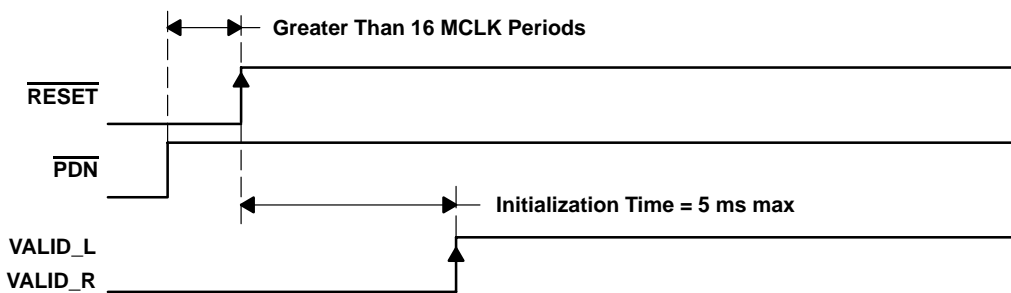 Greater Than 16 MCLK Periods
RESET
PDN
Initialization Time = 5 ms max
VALID_L
VALID_R